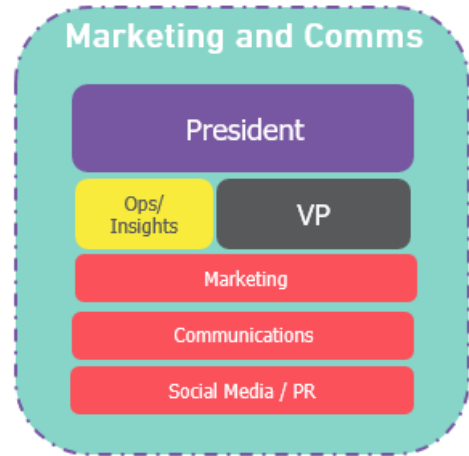 Marketing and Comms
President
Ops/
Insights
VP
Marketing
Communications
Social Media / PR